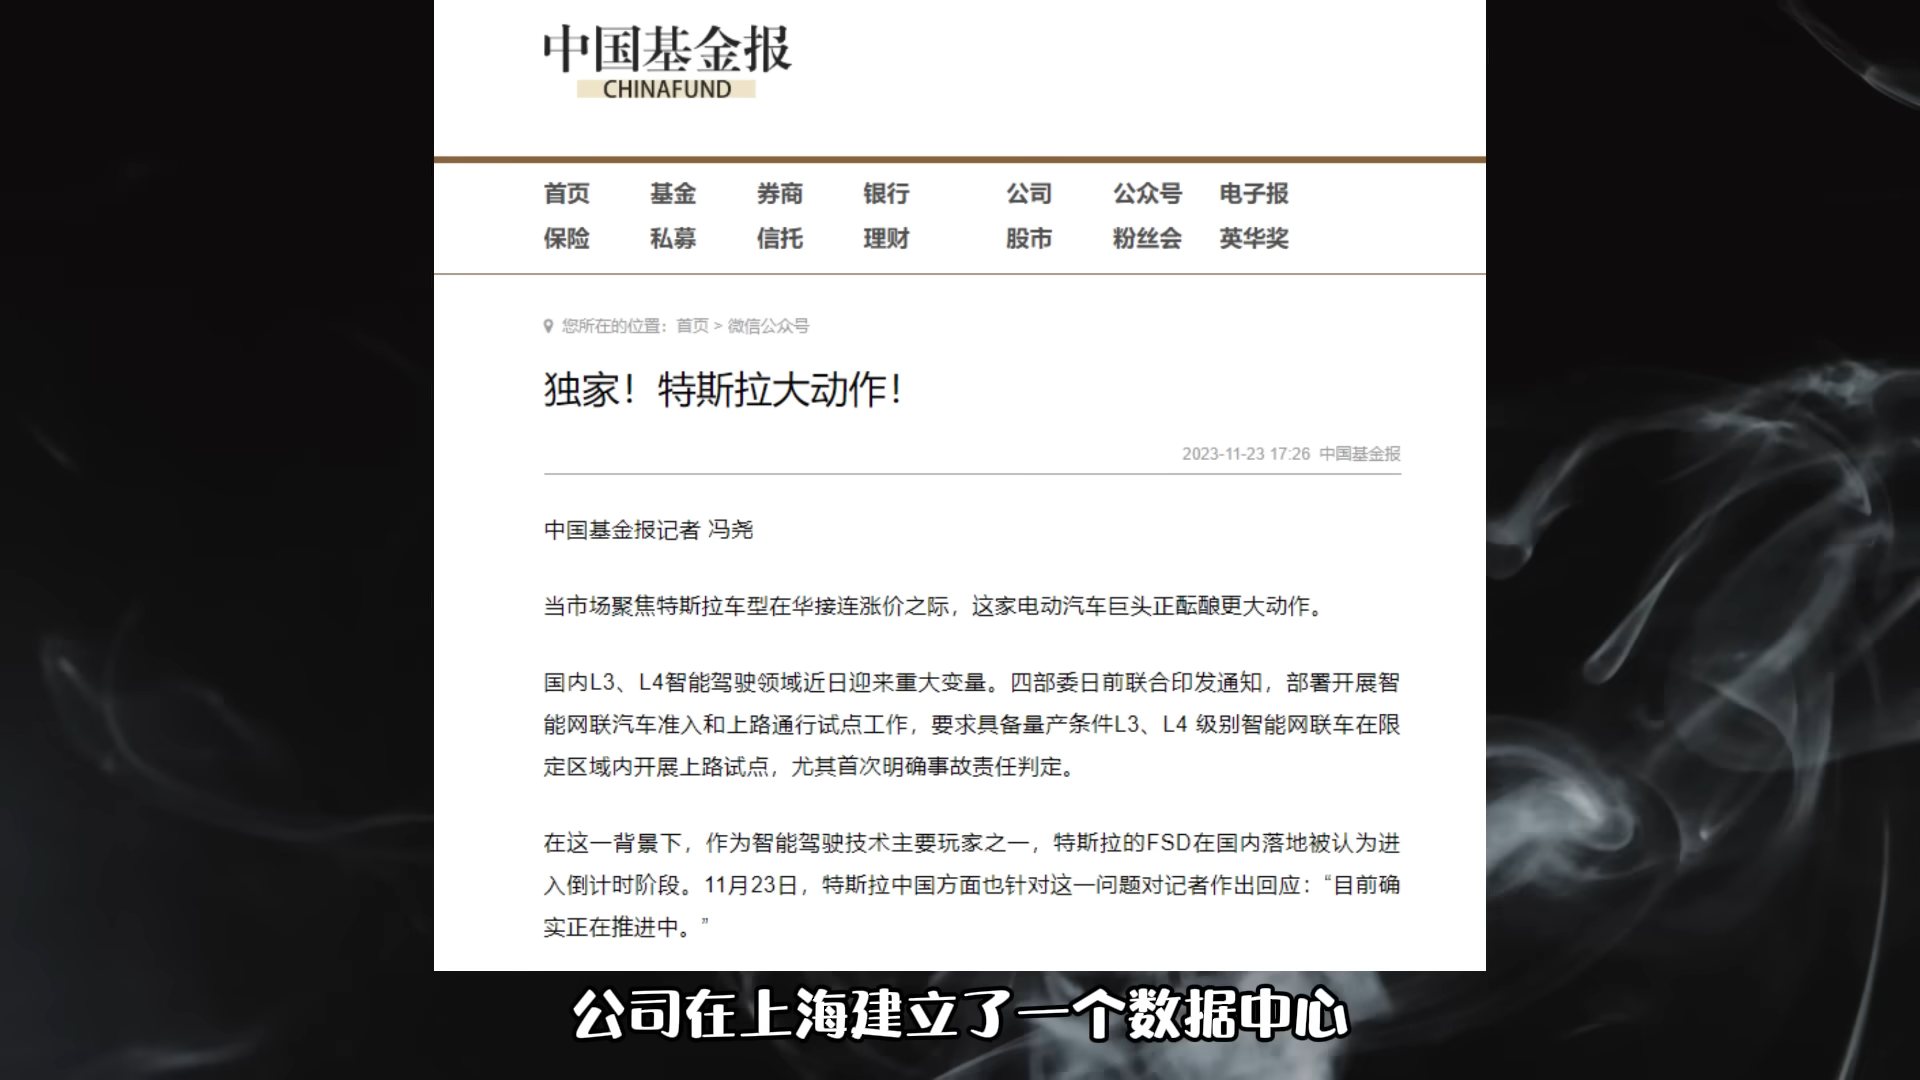 中国基金报
CHINAFUND
首页 基金 券商 银行 公司 公众号 电子报
保险 私募 信托 理财 股市 粉丝会 英华奖
您所在的位置：首页 > 微信公众号
独家！特斯拉大动作！
2023-11-23 17:26 中国基金报
中国基金报记者 冯尧
当市场聚焦特斯拉车型在华接连涨价之际，这家电动汽车巨头正酝酿更大动作。
国内L3、L4智能驾驶领域近日迎来重大变量。四部委日前联合印发通知，部署开展智
能网联汽车准入和上路通行试点工作，要求具备量产条件L3、L4 级别智能网联车在限
定区域内开展上路试点，尤其首次明确事故责任判定。
在这一背景下，作为智能驾驶技术主要玩家之一，特斯拉的FSD在国内落地被认为进
入倒计时阶段。11月23日，特斯拉中国方面也针对这一问题对记者作出回应：“目前确
实正在推进中。”
公司在上海建立了一个数据中心